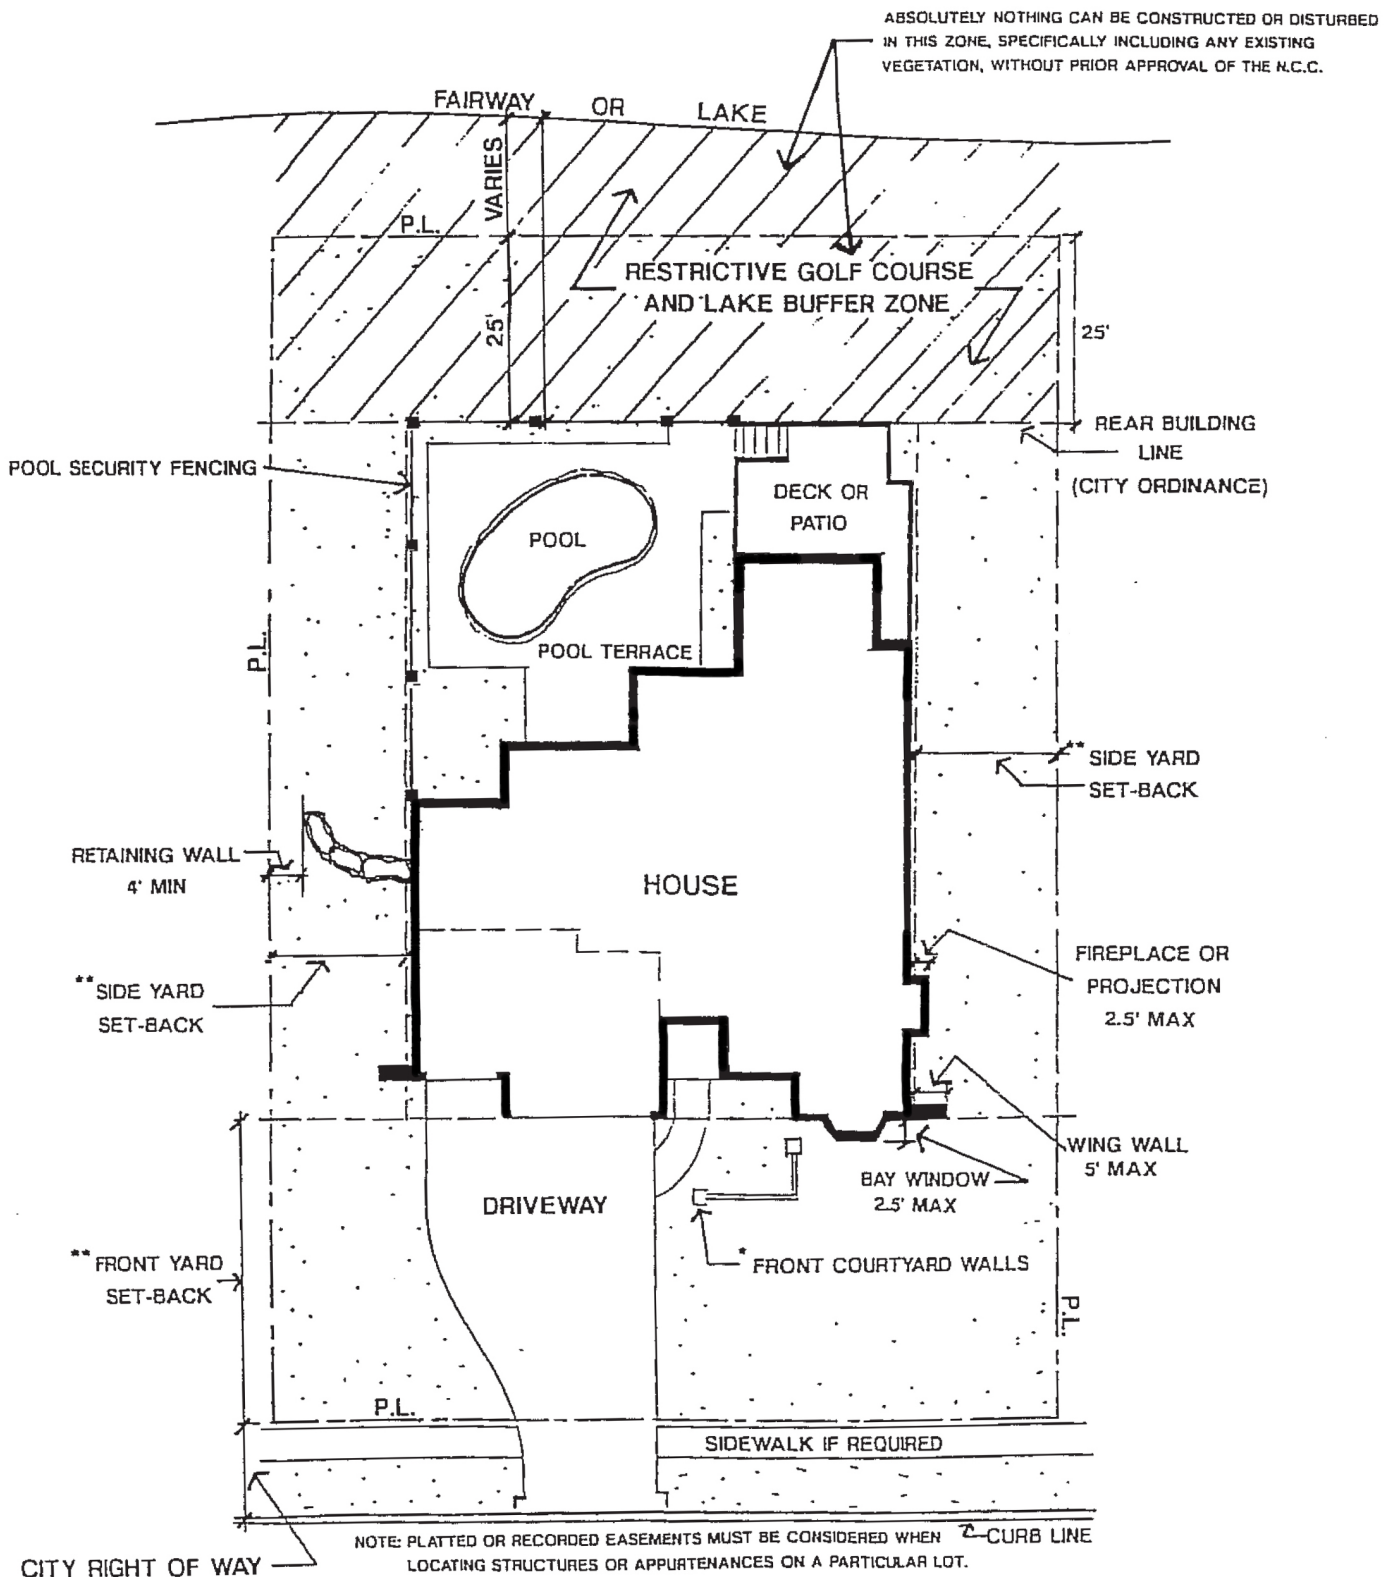 ABSOLUTELY NOTHING CAN BE CONSTRUCTED OR DISTURBED
IN THIS ZONE, SPECIFICALLY INCLUDING ANY EXISTING
VEGETATION, WITHOUT PRIOR APPROVAL OF THE N.C.C.
FAIRWAY OR LAKE
VARIES
P.L.
RESTRICTIVE GOLF COURSE
AND LAKE BUFFER ZONE
25'
25'
REAR BUILDING
LINE
(CITY ORDINANCE)
POOL SECURITY FENCING
DECK OR
PATIO
POOL
POOL TERRACE
P.L.
**SIDE YARD
SET-BACK
RETAINING WALL
4' MIN
HOUSE
FIREPLACE OR
PROJECTION
2.5' MAX
**SIDE YARD
SET-BACK
WING WALL
5' MAX
BAY WINDOW
2.5' MAX
DRIVEWAY
**FRONT YARD
SET-BACK
*FRONT COURTYARD WALLS
P.L.
P.L.
SIDEWALK IF REQUIRED
NOTE: PLATTED OR RECORDED EASEMENTS MUST BE CONSIDERED WHEN
LOCATING STRUCTURES OR APPURTENANCES ON A PARTICULAR LOT.
CURB LINE
CITY RIGHT OF WAY